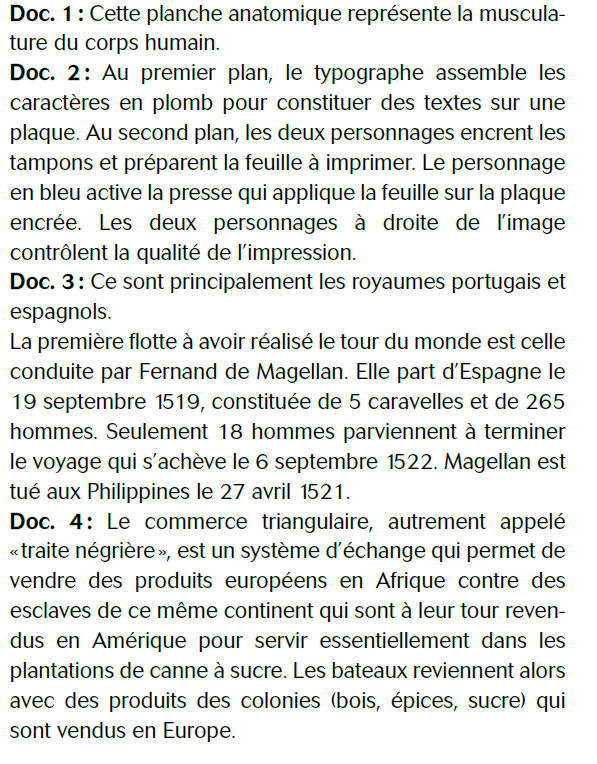 Doc. 1 : Cette planche anatomique représente la muscula-
ture du corps humain.
Doc. 2 : Au premier plan, le typographe assemble les
caractères en plomb pour constituer des textes sur une
plaque. Au second plan, les deux personnages encrent les
tampons et préparent la feuille à imprimer. Le personnage
en bleu active la presse qui applique la feuille sur la plaque
encrée. Les deux personnages à droite de l’image
contrôlent la qualité de l’impression.
Doc. 3 : Ce sont principalement les royaumes portugais et
espagnols.
La première flotte à avoir réalisé le tour du monde est celle
conduite par Fernand de Magellan. Elle part d’Espagne le
19 septembre 1519, constituée de 5 caravelles et de 265
hommes. Seulement 18 hommes parviennent à terminer
le voyage qui s’achève le 6 septembre 1522. Magellan est
tué aux Philippines le 27 avril 1521.
Doc. 4 : Le commerce triangulaire, autrement appelé
« traite négrière », est un système d’échange qui permet de
vendre des produits européens en Afrique contre des
esclaves de ce même continent qui sont à leur tour reven-
dus en Amérique pour servir essentiellement dans les
plantations de canne à sucre. Les bateaux reviennent alors
avec des produits des colonies (bois, épices, sucre) qui
sont vendus en Europe.